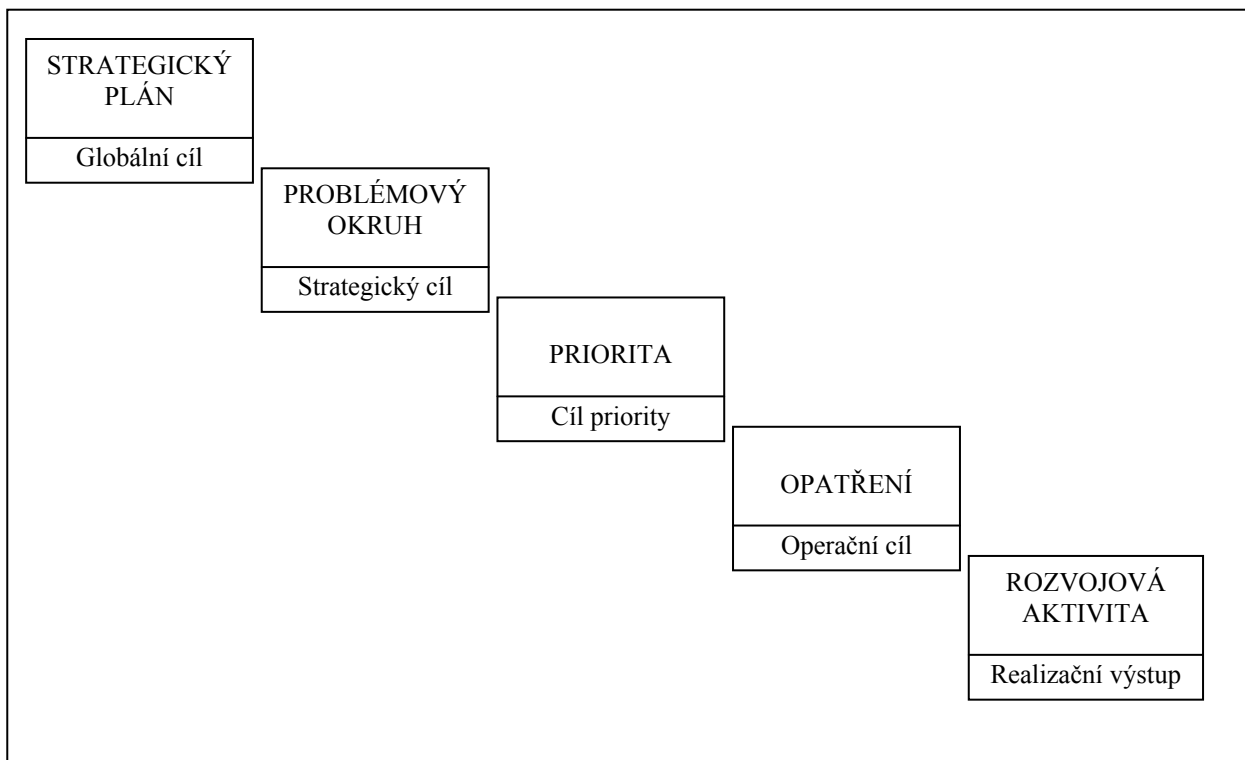 STRATEGICKÝ
PLÁN
Globální cíl
PROBLÉMOVÝ
OKRUH
Strategický cíl
PRIORITA
Cíl priority
OPATŘENÍ
Operační cíl
ROZVOJOVÁ
AKTIVITA
Realizační výstup